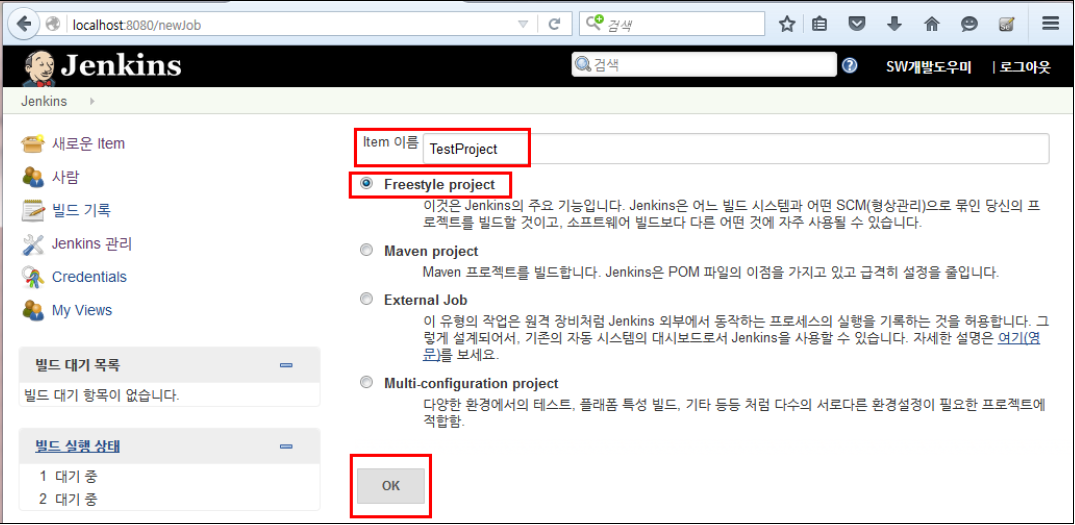 localhost:8080/newJob
검색
Jenkins
검색
SW개발도우미 | 로그아웃
Jenkins
새로운 Item
사람
빌드 기록
Jenkins 관리
Credentials
My Views
빌드 대기 목록
빌드 대기 항목이 없습니다.
빌드 실행 상태
1 대기 중
2 대기 중
Item 이름 TestProject
Freestyle project
이것은 Jenkins의 주요 기능입니다. Jenkins은 어느 빌드 시스템과 어떤 SCM(형상관리)으로 묶인 당신의 프
로젝트를 빌드할 것이고, 소프트웨어 빌드보다 다른 어떤 것에 자주 사용될 수 있습니다.
Maven project
Maven 프로젝트를 빌드합니다. Jenkins은 POM 파일의 이점을 가지고 있고 급격히 설정을 줄입니다.
External Job
이 유형의 작업은 원격 장비처럼 Jenkins 외부에서 동작하는 프로세스의 실행을 기록하는 것을 허용합니다. 그
렇게 설계되어서, 기존의 자동 시스템의 대시보드로서 Jenkins을 사용할 수 있습니다. 자세한 설명은 여기(영
문)를 보세요.
Multi-configuration project
다양한 환경에서의 테스트, 플래폼 특성 빌드, 기타 등등 처럼 다수의 서로다른 환경설정이 필요한 프로젝트에
적합함.
OK